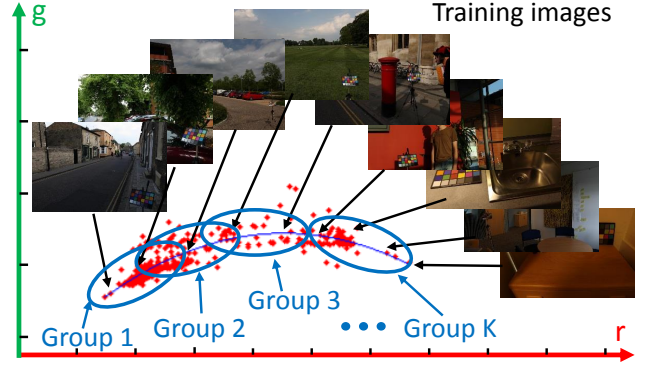 g
Training images
Group 1
Group 2
Group 3
Group K
r